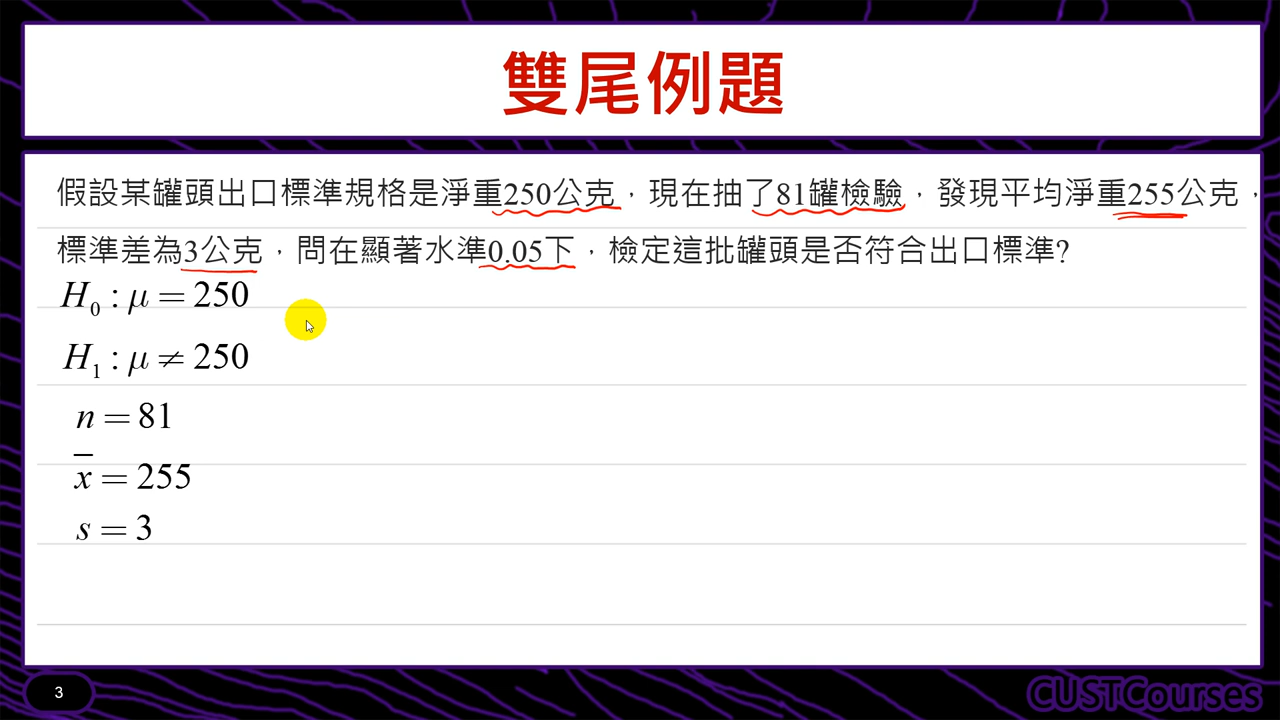 雙尾例題
假設某罐頭出口標準規格是淨重250公克，現在抽了81罐檢驗，發現平均淨重255公克，
標準差為3公克，問在顯著水準0.05下，檢定這批罐頭是否符合出口標準?
H₀ : μ = 250
H₁ : μ ≠ 250
n = 81
x̅ = 255
s = 3
3
CUSTCourses